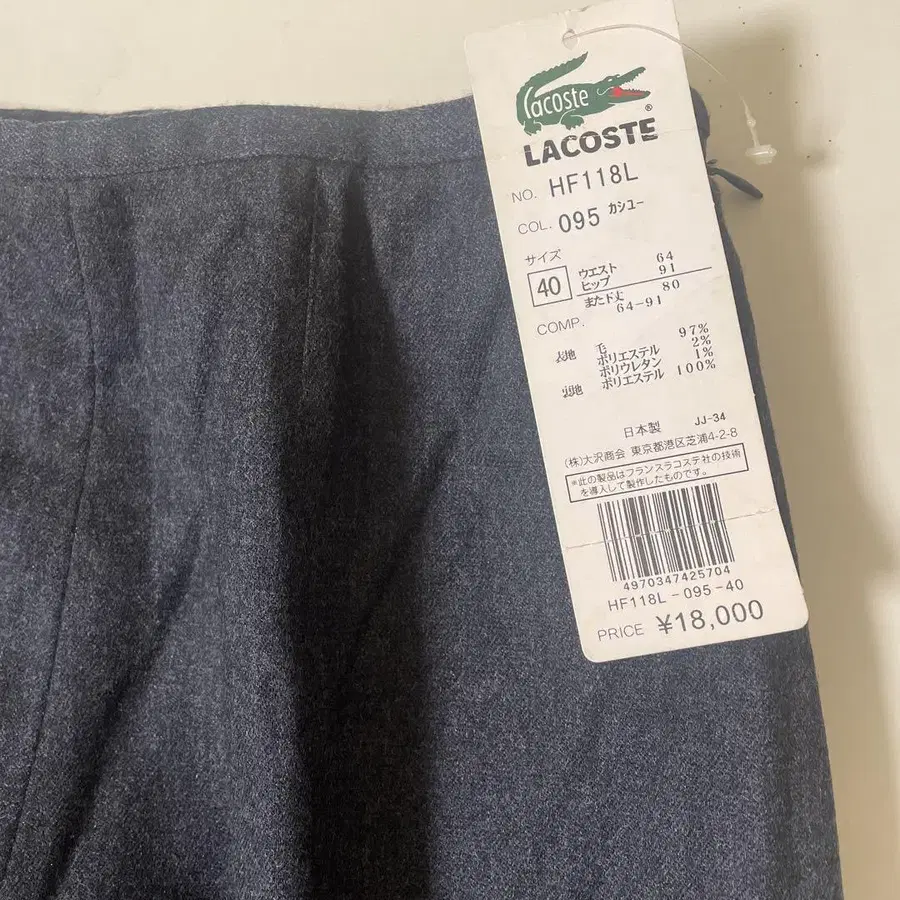 Lacoste
LACOSTE®
NO. HF118L
COL. 095 カシユー
サイズ
40
ウエスト 64
ヒップ 91
また下丈 80
64-91
COMP.
表地 毛 97%
ポリエステル 2%
ポリウレタン 1%
裏地 ポリエステル 100%
日本製 JJ-34
(株)大沢商会 東京都港区芝浦4-2-8
*此の製品はフランスラコステ社の技術
を導入して製作したものです。
4970347425704
HF118L-095-40
PRICE ¥18,000